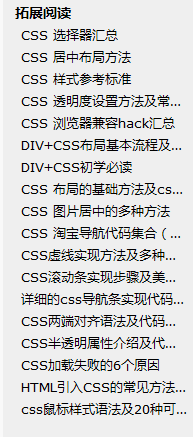 拓展阅读
CSS 选择器汇总
CSS 居中布局方法
CSS 样式参考标准
CSS 透明度设置方法及常...
CSS 浏览器兼容hack汇总
DIV+CSS布局基本流程及...
DIV+CSS初学必读
CSS 布局的基础方法及cs...
CSS 图片居中的多种方法
CSS 淘宝导航代码集合（...
CSS虚线实现方法及多种...
CSS滚动条实现步骤及美...
详细的css导航条实现代码...
CSS两端对齐语法及代码...
CSS半透明属性介绍及代...
CSS加载失败的6个原因
HTML引入CSS的常见方法...
css鼠标样式语法及20种可...